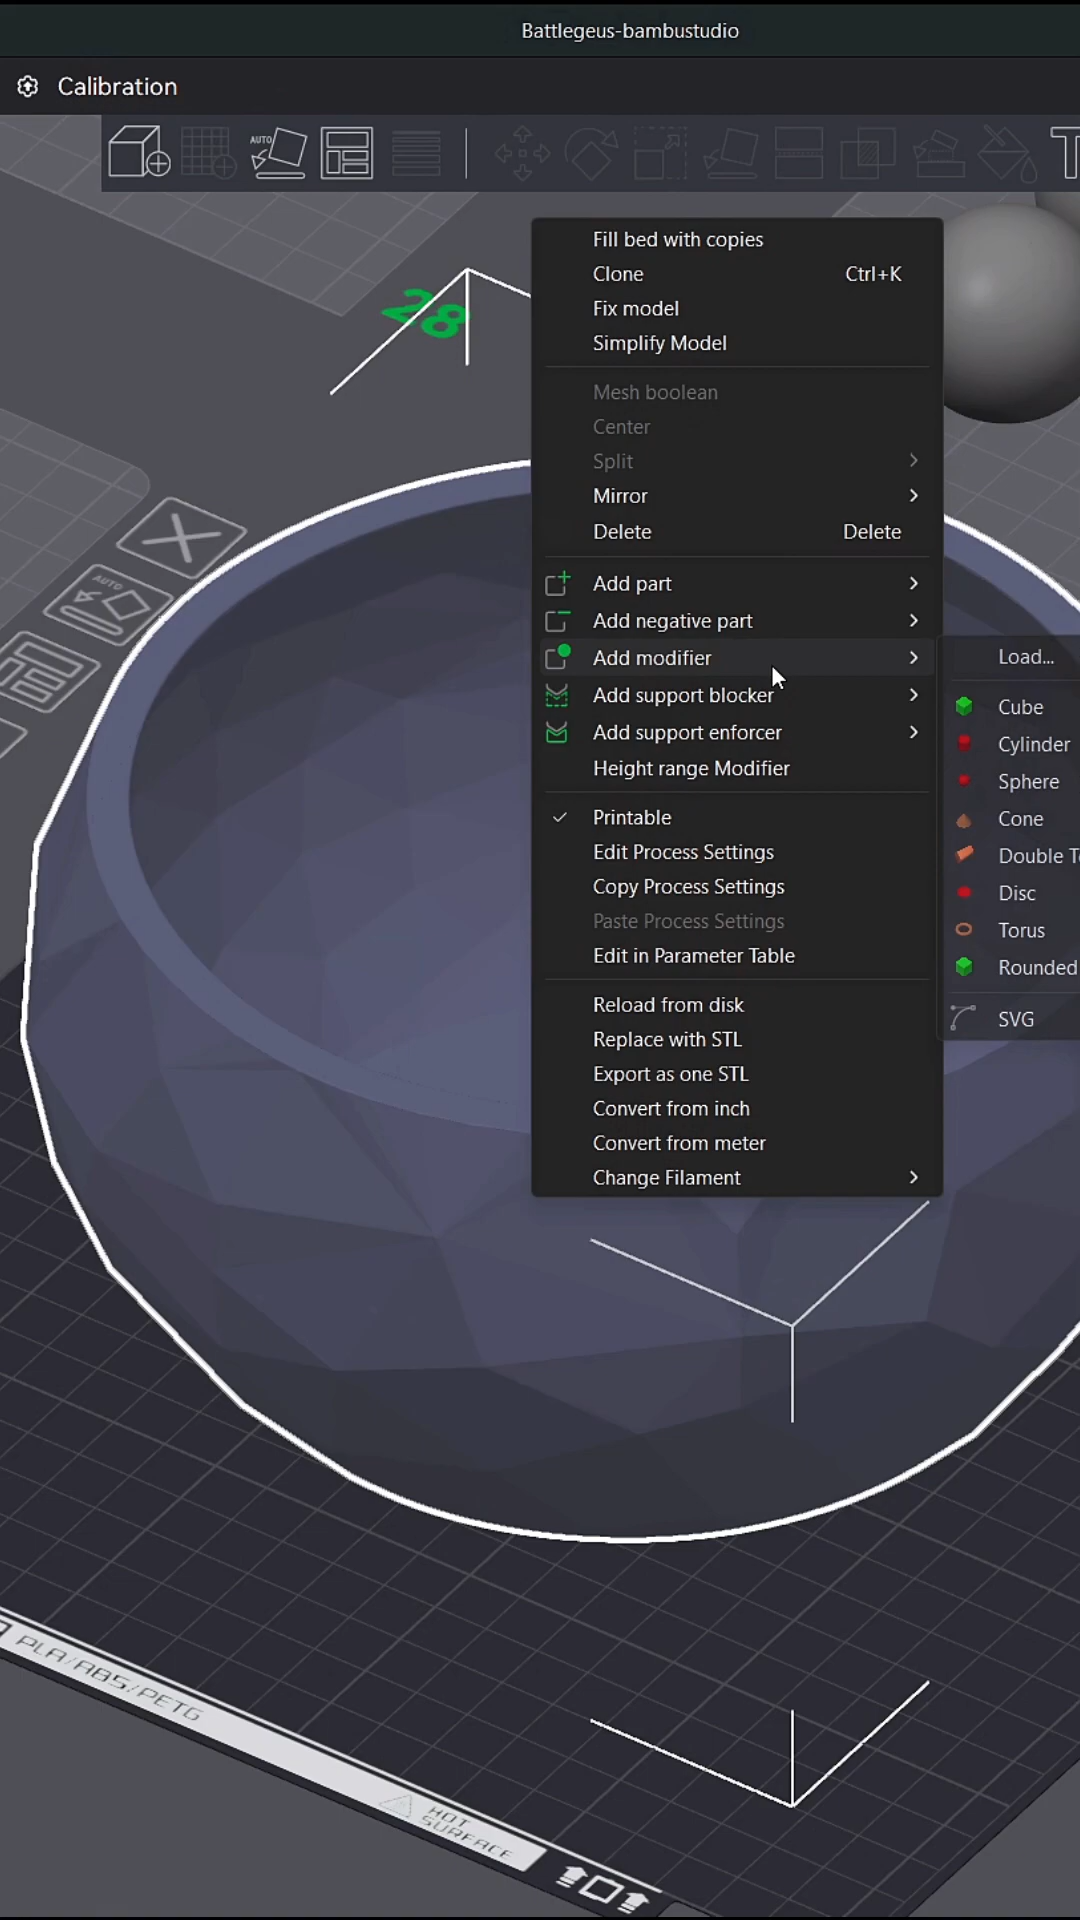 Battlegeus-bambustudio
Calibration
AUTO
T
28
Fill bed with copies
Clone Ctrl+K
Fix model
Simplify Model
Mesh boolean
Center
Split
Mirror
Delete Delete
AUTO
Add part
Add negative part
Add modifier
Add support blocker
Add support enforcer
Height range Modifier
Load...
Cube
Cylinder
Sphere
Cone
Double
Disc
Torus
Rounded
SVG
Printable
Edit Process Settings
Copy Process Settings
Paste Process Settings
Edit in Parameter Table
Reload from disk
Replace with STL
Export as one STL
Convert from inch
Convert from meter
Change Filament
PLA/ABS/PETG
HOT
SURFACE